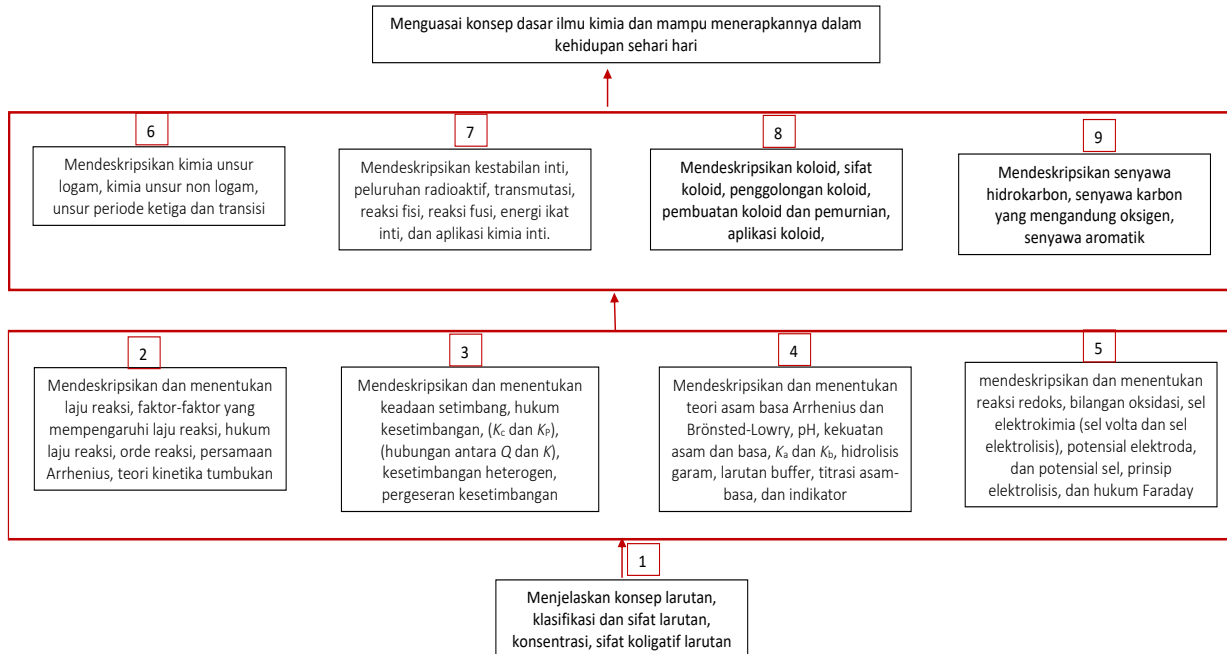 Menguasai konsep dasar ilmu kimia dan mampu menerapkannya dalam
kehidupan sehari hari
6
Mendeskripsikan kimia unsur
logam, kimia unsur non logam,
unsur periode ketiga dan transisi
7
Mendeskripsikan kestabilan inti,
peluruhan radioaktif, transmutasi,
reaksi fisi, reaksi fusi, energi ikat
inti, dan aplikasi kimia inti.
8
Mendeskripsikan koloid, sifat
koloid, penggolongan koloid,
pembuatan koloid dan pemurnian,
aplikasi koloid,
9
Mendeskripsikan senyawa
hidrokarbon, senyawa karbon
yang mengandung oksigen,
senyawa aromatik
2
Mendeskripsikan dan menentukan
laju reaksi, faktor-faktor yang
mempengaruhi laju reaksi, hukum
laju reaksi, orde reaksi, persamaan
Arrhenius, teori kinetika tumbukan
3
Mendeskripsikan dan menentukan
keadaan setimbang, hukum
kesetimbangan, (Kc dan KP),
(hubungan antara Q dan K),
kesetimbangan heterogen,
pergeseran kesetimbangan
4
Mendeskripsikan dan menentukan
teori asam basa Arrhenius dan
Brönsted-Lowry, pH, kekuatan
asam dan basa, Ka dan Kb, hidrolisis
garam, larutan buffer, titrasi asam-
basa, dan indikator
5
mendeskripsikan dan menentukan
reaksi redoks, bilangan oksidasi, sel
elektrokimia (sel volta dan sel
elektrolisis), potensial elektroda,
dan potensial sel, prinsip
elektrolisis, dan hukum Faraday
1
Menjelaskan konsep larutan,
klasifikasi dan sifat larutan,
konsentrasi, sifat koligatif larutan